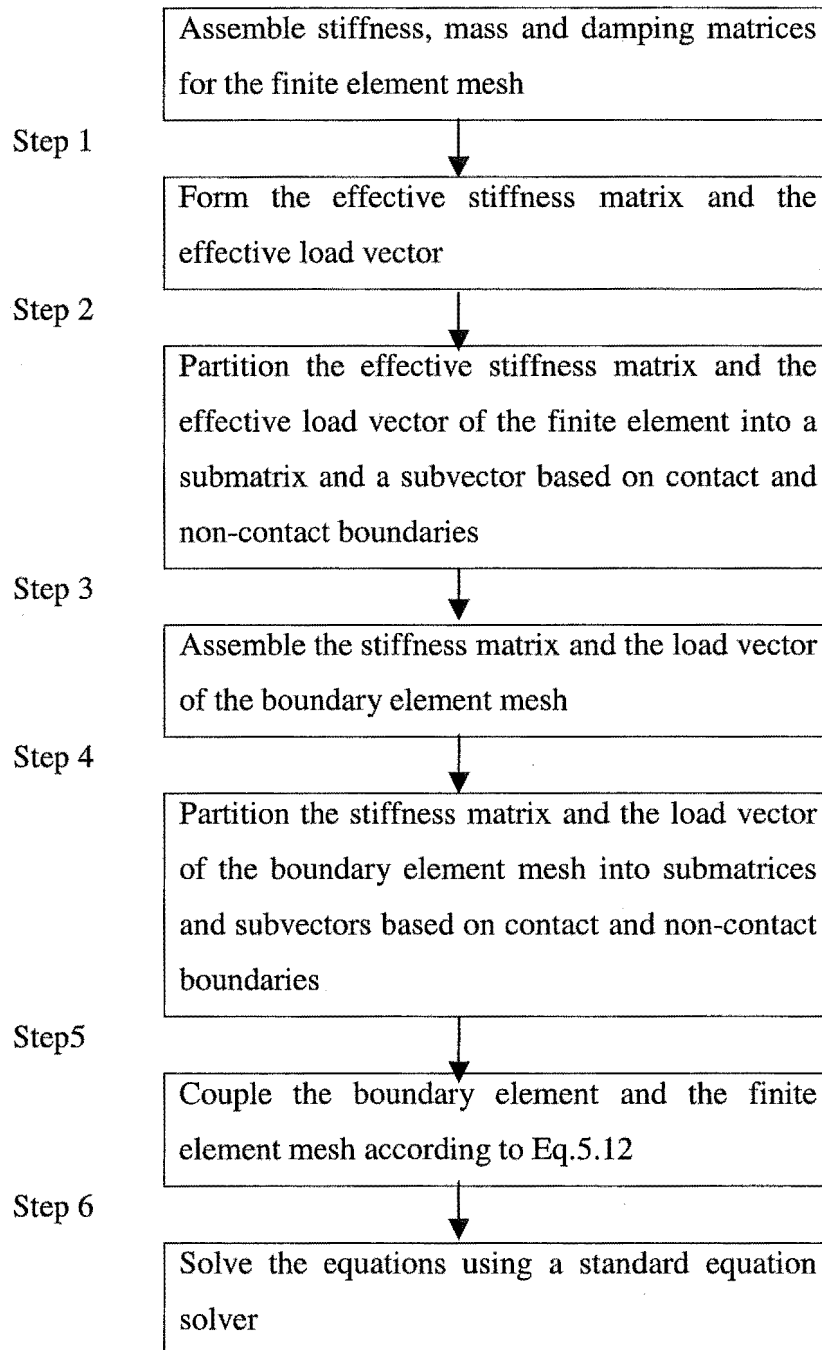 Assemble stiffness, mass and damping matrices
for the finite element mesh
Step 1
Form the effective stiffness matrix and the
effective load vector
Step 2
Partition the effective stiffness matrix and the
effective load vector of the finite element into a
submatrix and a subvector based on contact and
non-contact boundaries
Step 3
Assemble the stiffness matrix and the load vector
of the boundary element mesh
Step 4
Partition the stiffness matrix and the load vector
of the boundary element mesh into submatrices
and subvectors based on contact and non-contact
boundaries
Step5
Couple the boundary element and the finite
element mesh according to Eq.5.12
Step 6
Solve the equations using a standard equation
solver